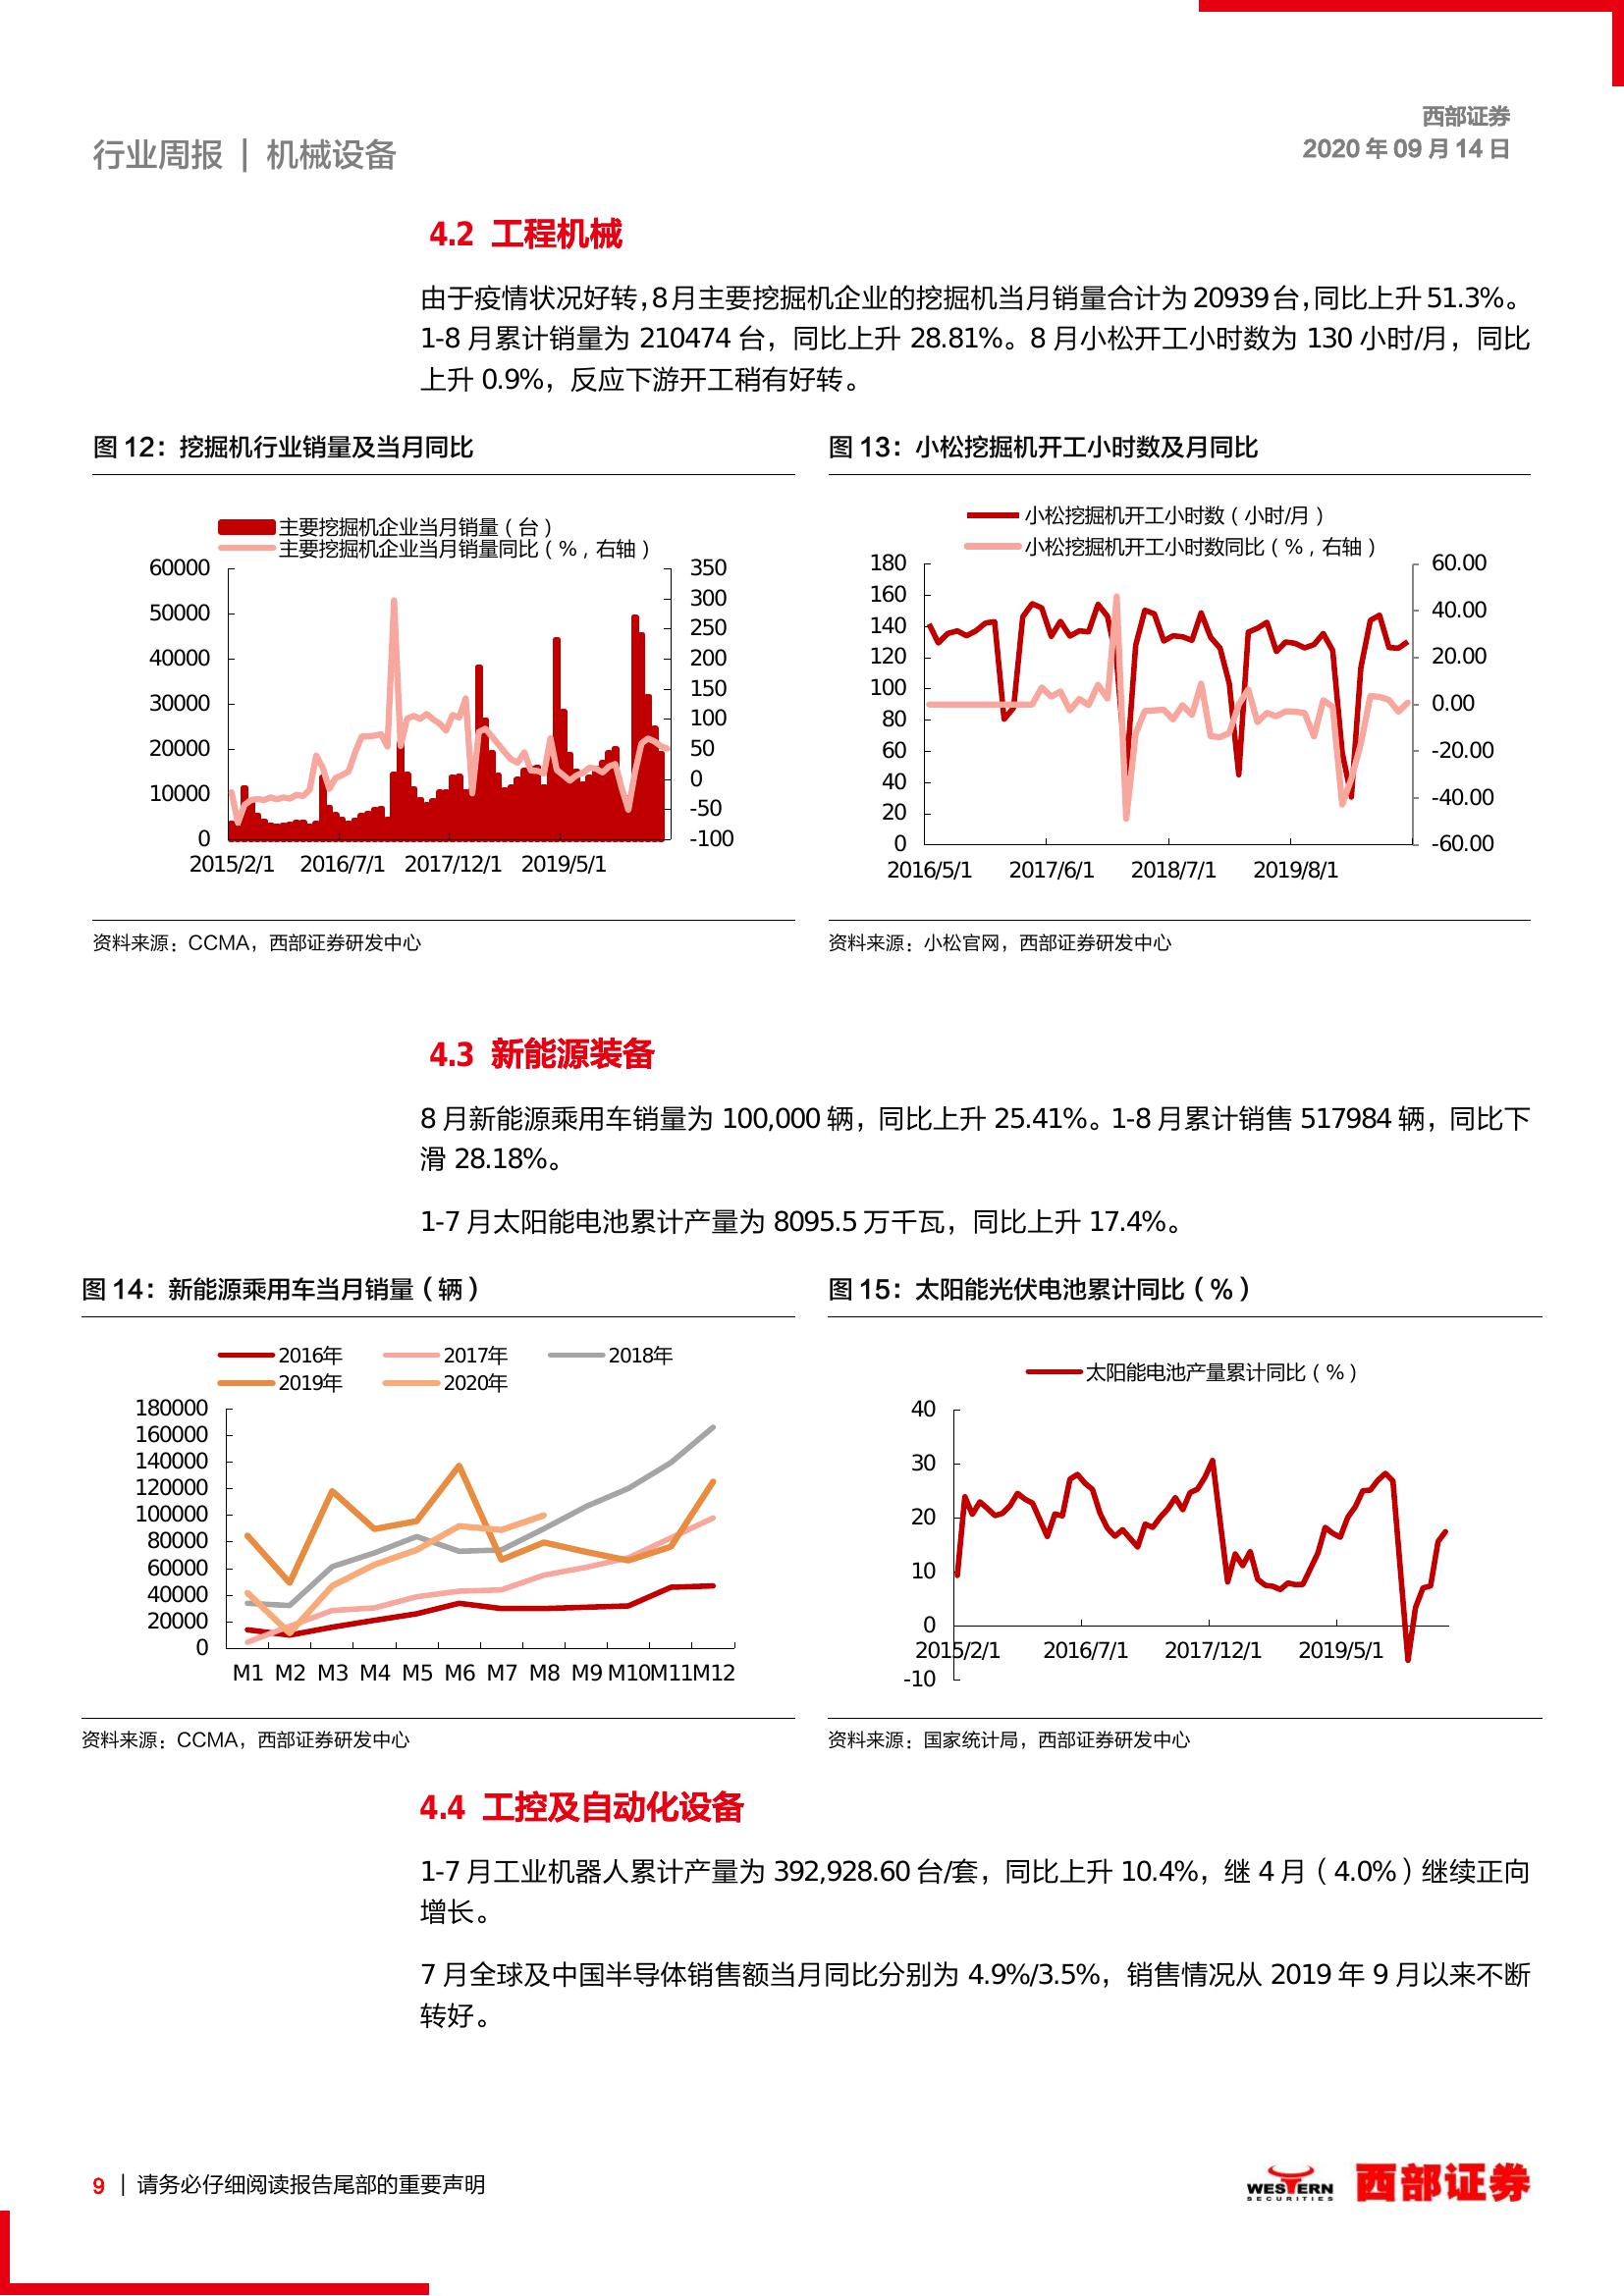 西部证券
行业周报 | 机械设备
2020 年 09 月 14 日
4.2 工程机械
由于疫情状况好转，8 月主要挖掘机企业的挖掘机当月销量合计为 20939 台，同比上升 51.3%。
1-8 月累计销量为 210474 台，同比上升 28.81%。8 月小松开工小时数为 130 小时/月，同比
上升 0.9%，反应下游开工稍有好转。
图 12：挖掘机行业销量及当月同比
主要挖掘机企业当月销量（台）
主要挖掘机企业当月销量同比（%，右轴）
60000
50000
40000
30000
20000
10000
0
350
300
250
200
150
100
50
0
-50
-100
2015/2/1 2016/7/1 2017/12/1 2019/5/1
资料来源：CCMA，西部证券研发中心
图 13：小松挖掘机开工小时数及月同比
小松挖掘机开工小时数（小时/月）
小松挖掘机开工小时数同比（%，右轴）
180
160
140
120
100
80
60
40
20
0
60.00
40.00
20.00
0.00
-20.00
-40.00
-60.00
2016/5/1 2017/6/1 2018/7/1 2019/8/1
资料来源：小松官网，西部证券研发中心
4.3 新能源装备
8 月新能源乘用车销量为 100,000 辆，同比上升 25.41%。1-8 月累计销售 517984 辆，同比下
滑 28.18%。
1-7 月太阳能电池累计产量为 8095.5 万千瓦，同比上升 17.4%。
图 14：新能源乘用车当月销量（辆）
2016年 2017年 2018年
2019年 2020年
180000
160000
140000
120000
100000
80000
60000
40000
20000
0
M1 M2 M3 M4 M5 M6 M7 M8 M9 M10 M11 M12
资料来源：CCMA，西部证券研发中心
图 15：太阳能光伏电池累计同比（%）
太阳能电池产量累计同比（%）
40
30
20
10
0
-10
2015/2/1 2016/7/1 2017/12/1 2019/5/1
资料来源：国家统计局，西部证券研发中心
4.4 工控及自动化设备
1-7 月工业机器人累计产量为 392,928.60 台/套，同比上升 10.4%，继 4 月（4.0%）继续正向
增长。
7 月全球及中国半导体销售额当月同比分别为 4.9%/3.5%，销售情况从 2019 年 9 月以来不断
转好。
9 | 请务必仔细阅读报告尾部的重要声明
WESTERN
SECURITIES
西部证券